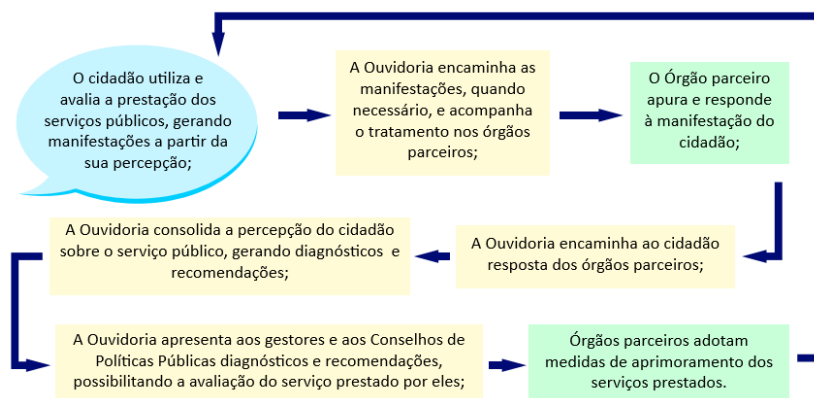 O cidadão utiliza e
avalia a prestação dos
serviços públicos, gerando
manifestações a partir da
sua percepção;
A Ouvidoria encaminha as
manifestações, quando
necessário, e acompanha
o tratamento nos órgãos
parceiros;
O Órgão parceiro
apura e responde
à manifestação do
cidadão;
A Ouvidoria encaminha ao cidadão
resposta dos órgãos parceiros;
A Ouvidoria consolida a percepção do cidadão
sobre o serviço público, gerando diagnósticos e
recomendações;
A Ouvidoria apresenta aos gestores e aos Conselhos de
Políticas Públicas diagnósticos e recomendações,
possibilitando a avaliação do serviço prestado por eles;
Órgãos parceiros adotam
medidas de aprimoramento dos
serviços prestados.